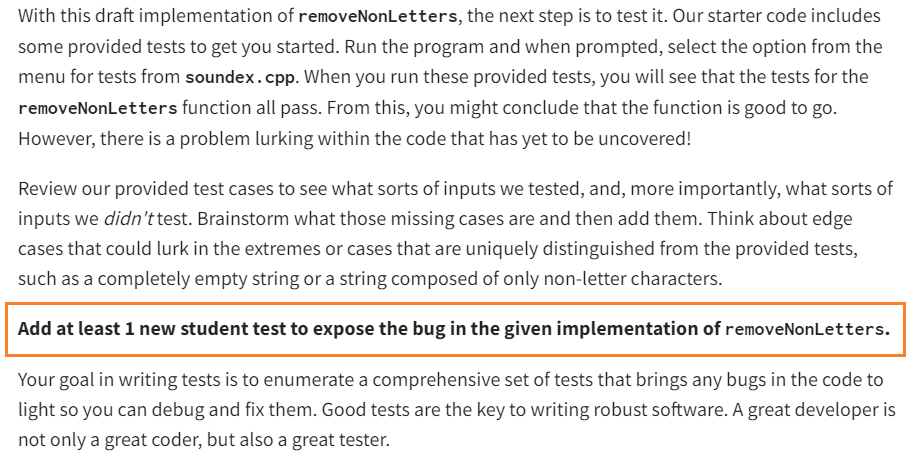 With this draft implementation of removeNonLetters, the next step is to test it. Our starter code includes
some provided tests to get you started. Run the program and when prompted, select the option from the
menu for tests from soundex.cpp. When you run these provided tests, you will see that the tests for the
removeNonLetters function all pass. From this, you might conclude that the function is good to go.
However, there is a problem lurking within the code that has yet to be uncovered!
Review our provided test cases to see what sorts of inputs we tested, and, more importantly, what sorts of
inputs we didn't test. Brainstorm what those missing cases are and then add them. Think about edge
cases that could lurk in the extremes or cases that are uniquely distinguished from the provided tests,
such as a completely empty string or a string composed of only non-letter characters.
Add at least 1 new student test to expose the bug in the given implementation of removeNonLetters.
Your goal in writing tests is to enumerate a comprehensive set of tests that brings any bugs in the code to
light so you can debug and fix them. Good tests are the key to writing robust software. A great developer is
not only a great coder, but also a great tester.